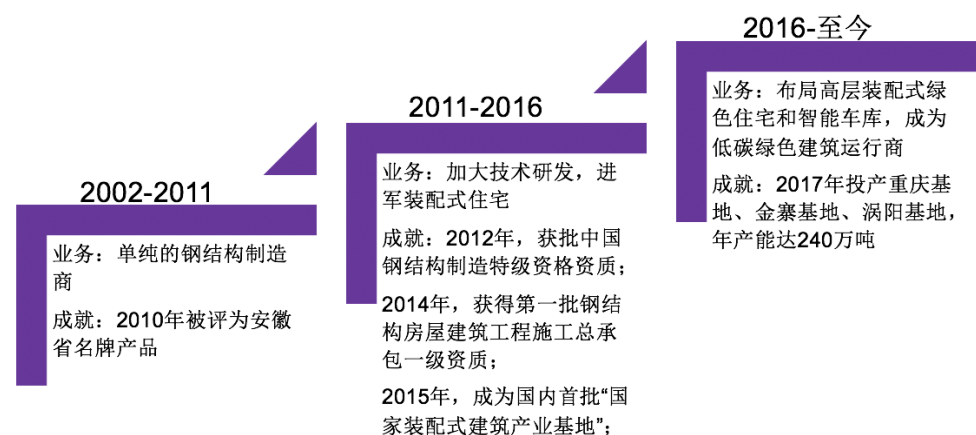 2002-2011
业务：单纯的钢结构制造
商
成就：2010年被评为安徽
省名牌产品
2011-2016
业务：加大技术研发，进
军装配式住宅
成就：2012年，获批中国
钢结构制造特级资格资质；
2014年，获得第一批钢结
构房屋建筑工程施工总承
包一级资质；
2015年，成为国内首批“国
家装配式建筑产业基地”；
2016-至今
业务：布局高层装配式绿
色住宅和智能车库，成为
低碳绿色建筑运行商
成就：2017年投产重庆基
地、金寨基地、涡阳基地，
年产能达240万吨